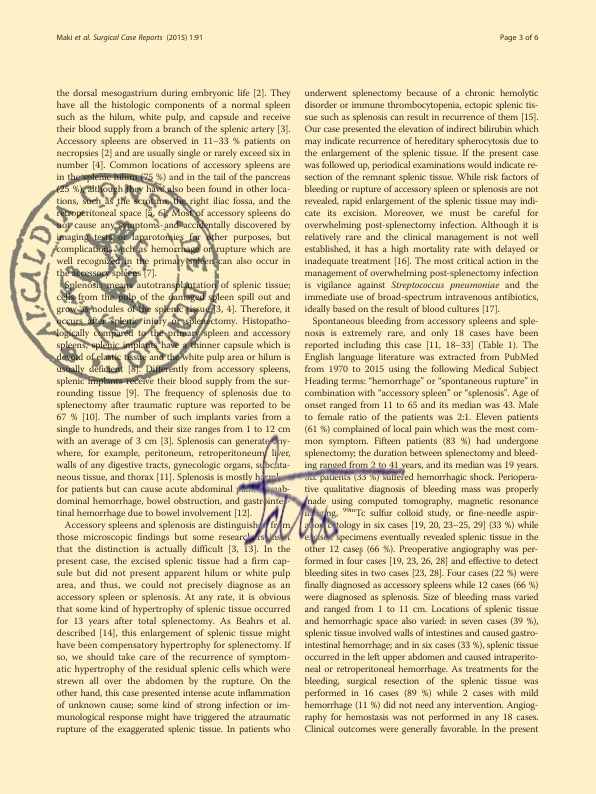 Maki et al. Surgical Case Reports (2015) 1:91
Page 3 of 6
the dorsal mesogastrium during embryonic life [2]. They
have all the histologic components of a normal spleen
such as the hilum, white pulp, and capsule and receive
their blood supply from a branch of the splenic artery [3].
Accessory spleens are observed in 11–33 % patients on
necropsies [2] and are usually single or rarely exceed six in
number [4]. Common locations of accessory spleens are
in the splenic hilum (75 %) and in the tail of the pancreas
(25 %), although they have also been found in other loca-
tions, such as the scrotum, the right iliac fossa, and the
retroperitoneal space [5, 6]. Most of accessory spleens do
not cause any symptoms and accidentally discovered by
imaging tests or laparotomies for other purposes, but
complications such as hemorrhage or rupture which are
well recognized in the primary spleen can also occur in
the accessory spleens [7].
Splenosis means autotransplantation of splenic tissue;
cells from the pulp of the damaged spleen spill out and
grow as nodules of the splenic tissue [3, 4]. Therefore, it
occurs after splenic injury or splenectomy. Histopatho-
logically compared to the primary spleen and accessory
spleens, splenic implants have a thinner capsule which is
devoid of elastic tissue and the white pulp area or hilum is
usually deficient [8]. Differently from accessory spleens,
splenic implants receive their blood supply from the sur-
rounding tissue [9]. The frequency of splenosis due to
splenectomy after traumatic rupture was reported to be
67 % [10]. The number of such implants varies from a
single to hundreds, and their size ranges from 1 to 12 cm
with an average of 3 cm [3]. Splenosis can generate any-
where, for example, peritoneum, retroperitoneum, liver,
walls of any digestive tracts, gynecologic organs, subcuta-
neous tissue, and thorax [11]. Splenosis is mostly harmless
for patients but can cause acute abdominal pain, intraab-
dominal hemorrhage, bowel obstruction, and gastrointes-
tinal hemorrhage due to bowel involvement [12].
Accessory spleens and splenosis are distinguished from
those microscopic findings but some researchers insist
that the distinction is actually difficult [3, 13]. In the
present case, the excised splenic tissue had a firm cap-
sule but did not present apparent hilum or white pulp
area, and thus, we could not precisely diagnose as an
accessory spleen or splenosis. At any rate, it is obvious
that some kind of hypertrophy of splenic tissue occurred
for 13 years after total splenectomy. As Beahrs et al.
described [14], this enlargement of splenic tissue might
have been compensatory hypertrophy for splenectomy. If
so, we should take care of the recurrence of symptom-
atic hypertrophy of the residual splenic cells which were
strewn all over the abdomen by the rupture. On the
other hand, this case presented intense acute inflammation
of unknown cause; some kind of strong infection or im-
munological response might have triggered the atraumatic
rupture of the exaggerated splenic tissue. In patients who
underwent splenectomy because of a chronic hemolytic
disorder or immune thrombocytopenia, ectopic splenic tis-
sue such as splenosis can result in recurrence of them [15].
Our case presented the elevation of indirect bilirubin which
may indicate recurrence of hereditary spherocytosis due to
the enlargement of the splenic tissue. If the present case
was followed up, periodical examinations would indicate re-
section of the remnant splenic tissue. While risk factors of
bleeding or rupture of accessory spleen or splenosis are not
revealed, rapid enlargement of the splenic tissue may indi-
cate its excision. Moreover, we must be careful for
overwhelming post-splenectomy infection. Although it is
relatively rare and the clinical management is not well
established, it has a high mortality rate with delayed or
inadequate treatment [16]. The most critical action in the
management of overwhelming post-splenectomy infection
is vigilance against Streptococcus pneumoniae and the
immediate use of broad-spectrum intravenous antibiotics,
ideally based on the result of blood cultures [17].
Spontaneous bleeding from accessory spleens and sple-
nosis is extremely rare, and only 18 cases have been
reported including this case [11, 18–33] (Table 1). The
English language literature was extracted from PubMed
from 1970 to 2015 using the following Medical Subject
Heading terms: “hemorrhage” or “spontaneous rupture” in
combination with “accessory spleen” or “splenosis”. Age of
onset ranged from 11 to 65 and its median was 43. Male
to female ratio of the patients was 2:1. Eleven patients
(61 %) complained of local pain which was the most com-
mon symptom. Fifteen patients (83 %) had undergone
splenectomy; the duration between splenectomy and bleed-
ing ranged from 2 to 41 years, and its median was 19 years.
Six patients (33 %) suffered hemorrhagic shock. Periopera-
tive qualitative diagnosis of bleeding mass was properly
made using computed tomography, magnetic resonance
imaging, 99mTc sulfur colloid study, or fine-needle aspir-
ation cytology in six cases [19, 20, 23–25, 29] (33 %) while
excised specimens eventually revealed splenic tissue in the
other 12 cases (66 %). Preoperative angiography was per-
formed in four cases [19, 23, 26, 28] and effective to detect
bleeding sites in two cases [23, 28]. Four cases (22 %) were
finally diagnosed as accessory spleens while 12 cases (66 %)
were diagnosed as splenosis. Size of bleeding mass varied
and ranged from 1 to 11 cm. Locations of splenic tissue
and hemorrhagic space also varied: in seven cases (39 %),
splenic tissue involved walls of intestines and caused gastro-
intestinal hemorrhage; and in six cases (33 %), splenic tissue
occurred in the left upper abdomen and caused intraperito-
neal or retroperitoneal hemorrhage. As treatments for the
bleeding, surgical resection of the splenic tissue was
performed in 16 cases (89 %) while 2 cases with mild
hemorrhage (11 %) did not need any intervention. Angiog-
raphy for hemostasis was not performed in any 18 cases.
Clinical outcomes were generally favorable. In the present